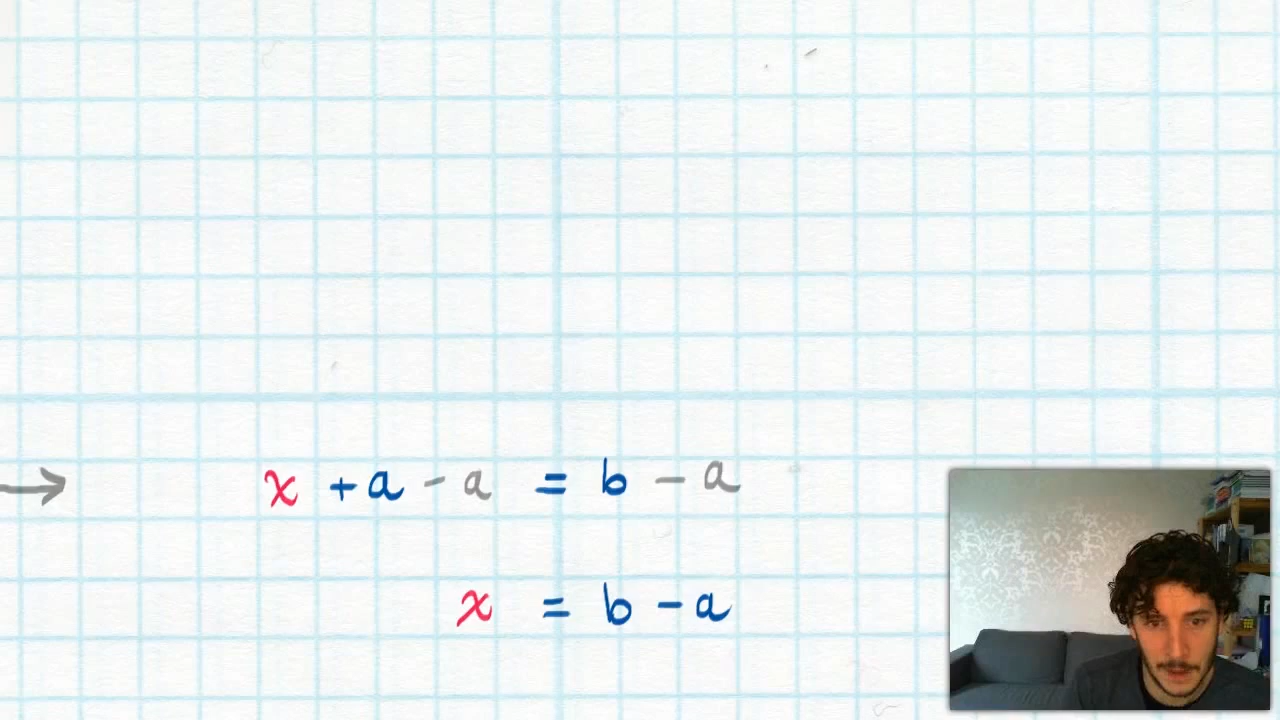 x + a - a = b - a
x = b - a